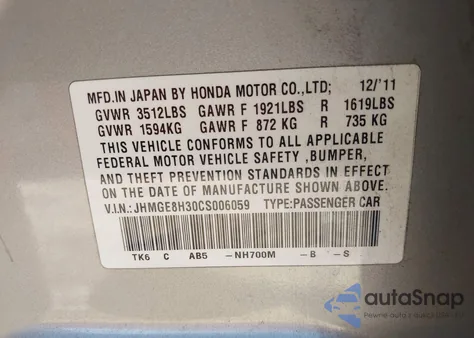 MFD.IN JAPAN BY HONDA MOTOR CO.,LTD; 12/'11
GVWR 3512LBS GAWR F 1921LBS R 1619LBS
GVWR 1594KG GAWR F 872 KG R 735 KG
THIS VEHICLE CONFORMS TO ALL APPLICABLE
FEDERAL MOTOR VEHICLE SAFETY ,BUMPER,
AND THEFT PREVENTION STANDARDS IN EFFECT
ON THE DATE OF MANUFACTURE SHOWN ABOVE.
V.I.N.: JHMGE8H30CS006059 TYPE:PASSENGER CAR
TK6 C AB5 -NH700M -B -S
autoSnap